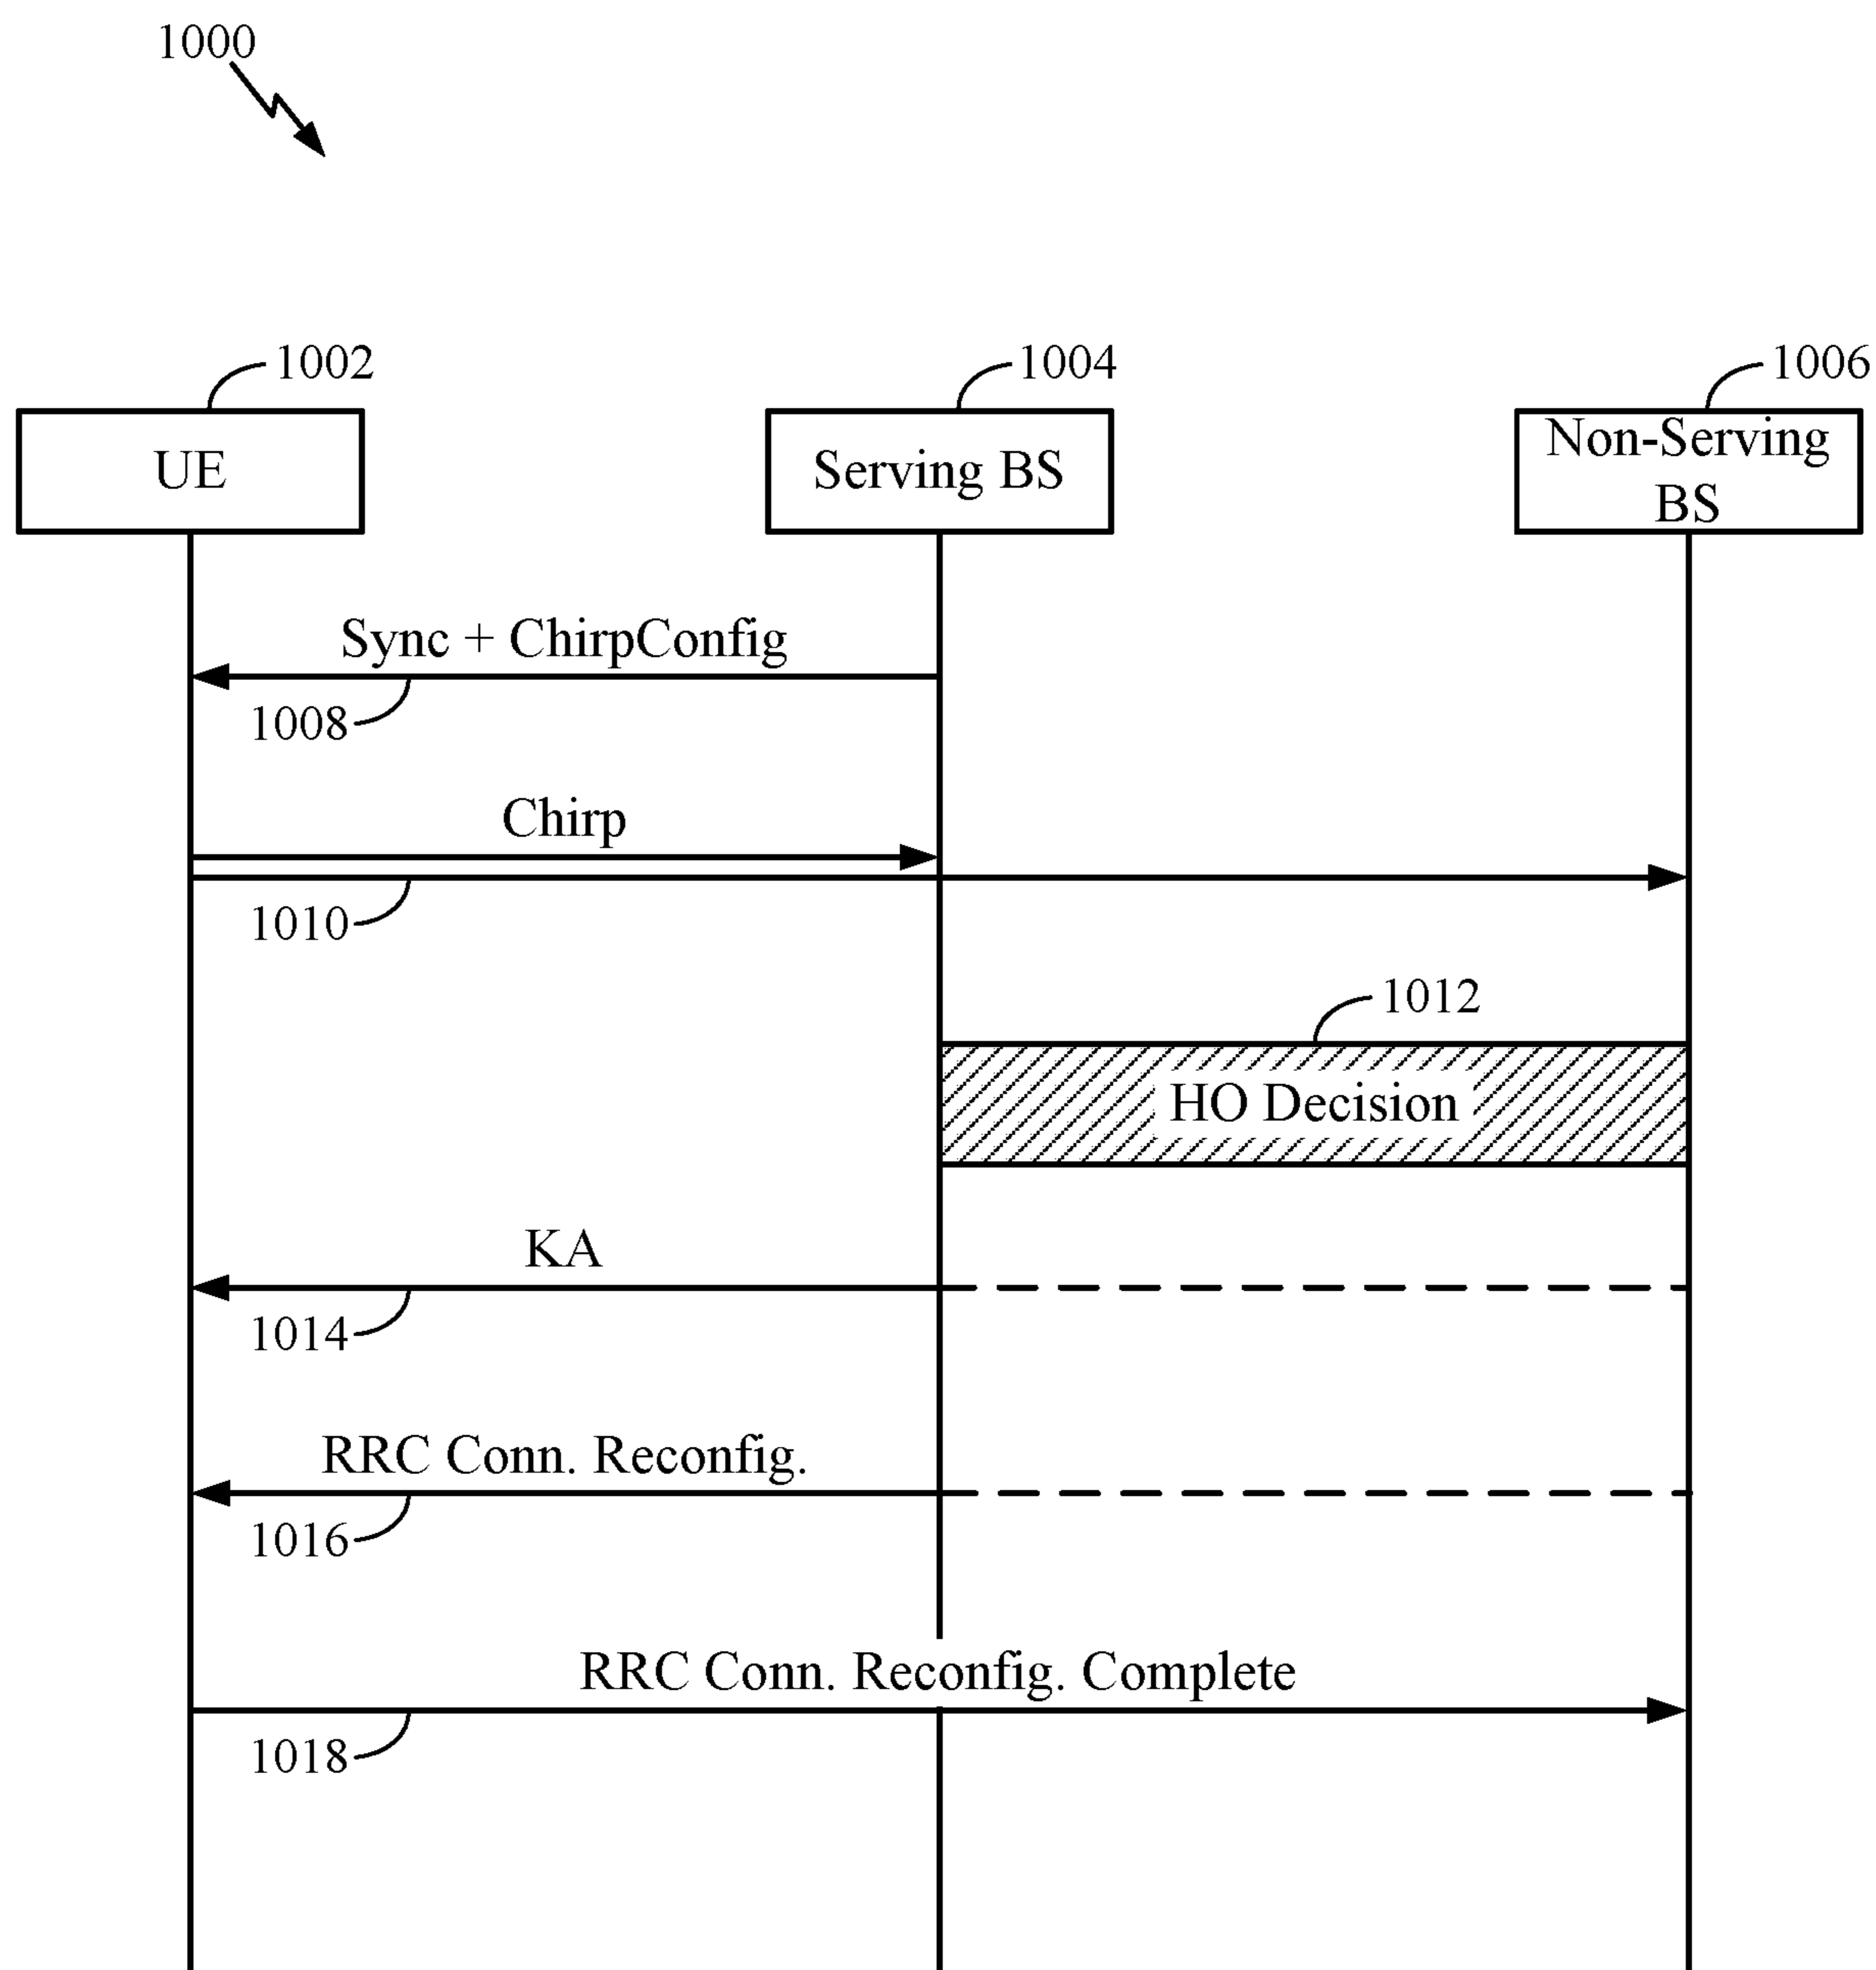 1000
1002
1004
1006
UE
Serving BS
Non-Serving
BS
Sync + ChirpConfig
1008
Chirp
1010
1012
HO Decision
KA
1014
RRC Conn. Reconfig.
1016
RRC Conn. Reconfig. Complete
1018